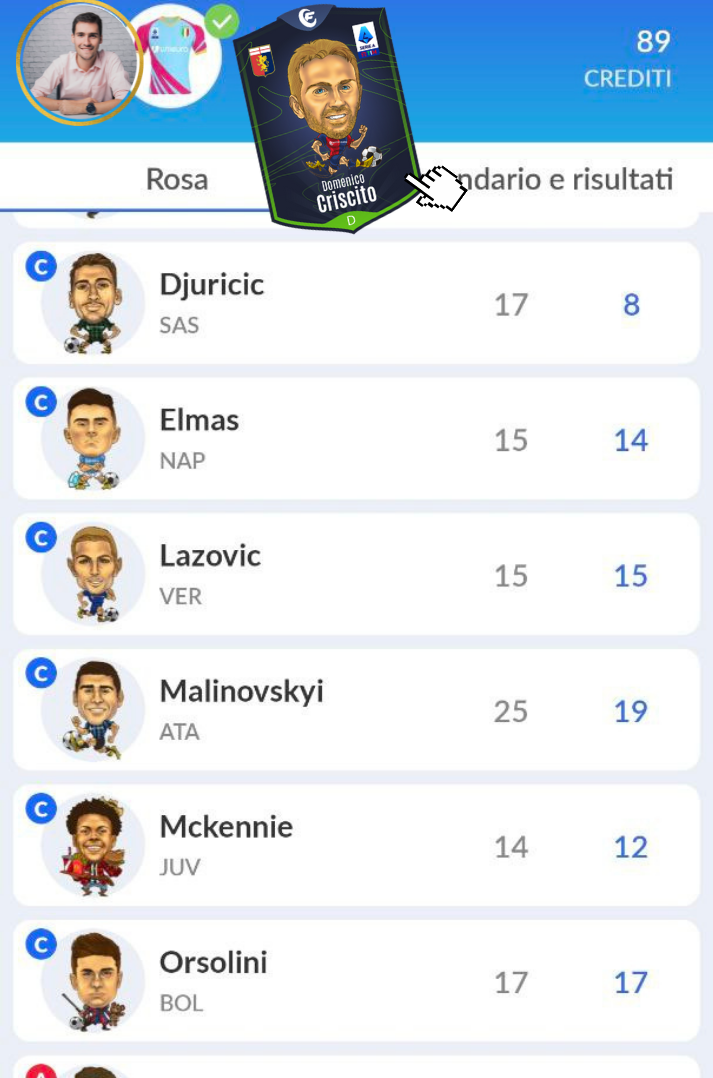 89
CREDITI
SERIE A
Domenico
Criscito
D
Rosa
ndario e risultati
C
Djuricic
SAS
17
8
C
Elmas
NAP
15
14
C
Lazovic
VER
15
15
C
Malinovskyi
ATA
25
19
C
Mckennie
JUV
14
12
C
Orsolini
BOL
17
17
A